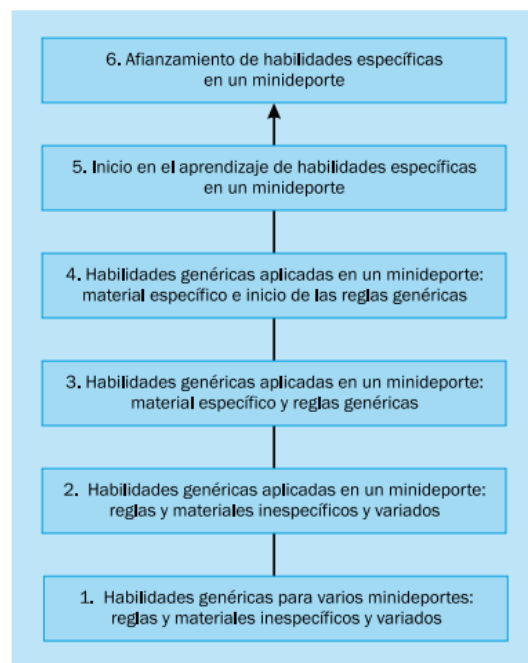 6. Afianzamiento de habilidades específicas
en un minideporte
5. Inicio en el aprendizaje de habilidades específicas
en un minideporte
4. Habilidades genéricas aplicadas en un minideporte:
material específico e inicio de las reglas genéricas
3. Habilidades genéricas aplicadas en un minideporte:
material específico y reglas genéricas
2. Habilidades genéricas aplicadas en un minideporte:
reglas y materiales inespecíficos y variados
1. Habilidades genéricas para varios minideportes:
reglas y materiales inespecíficos y variados